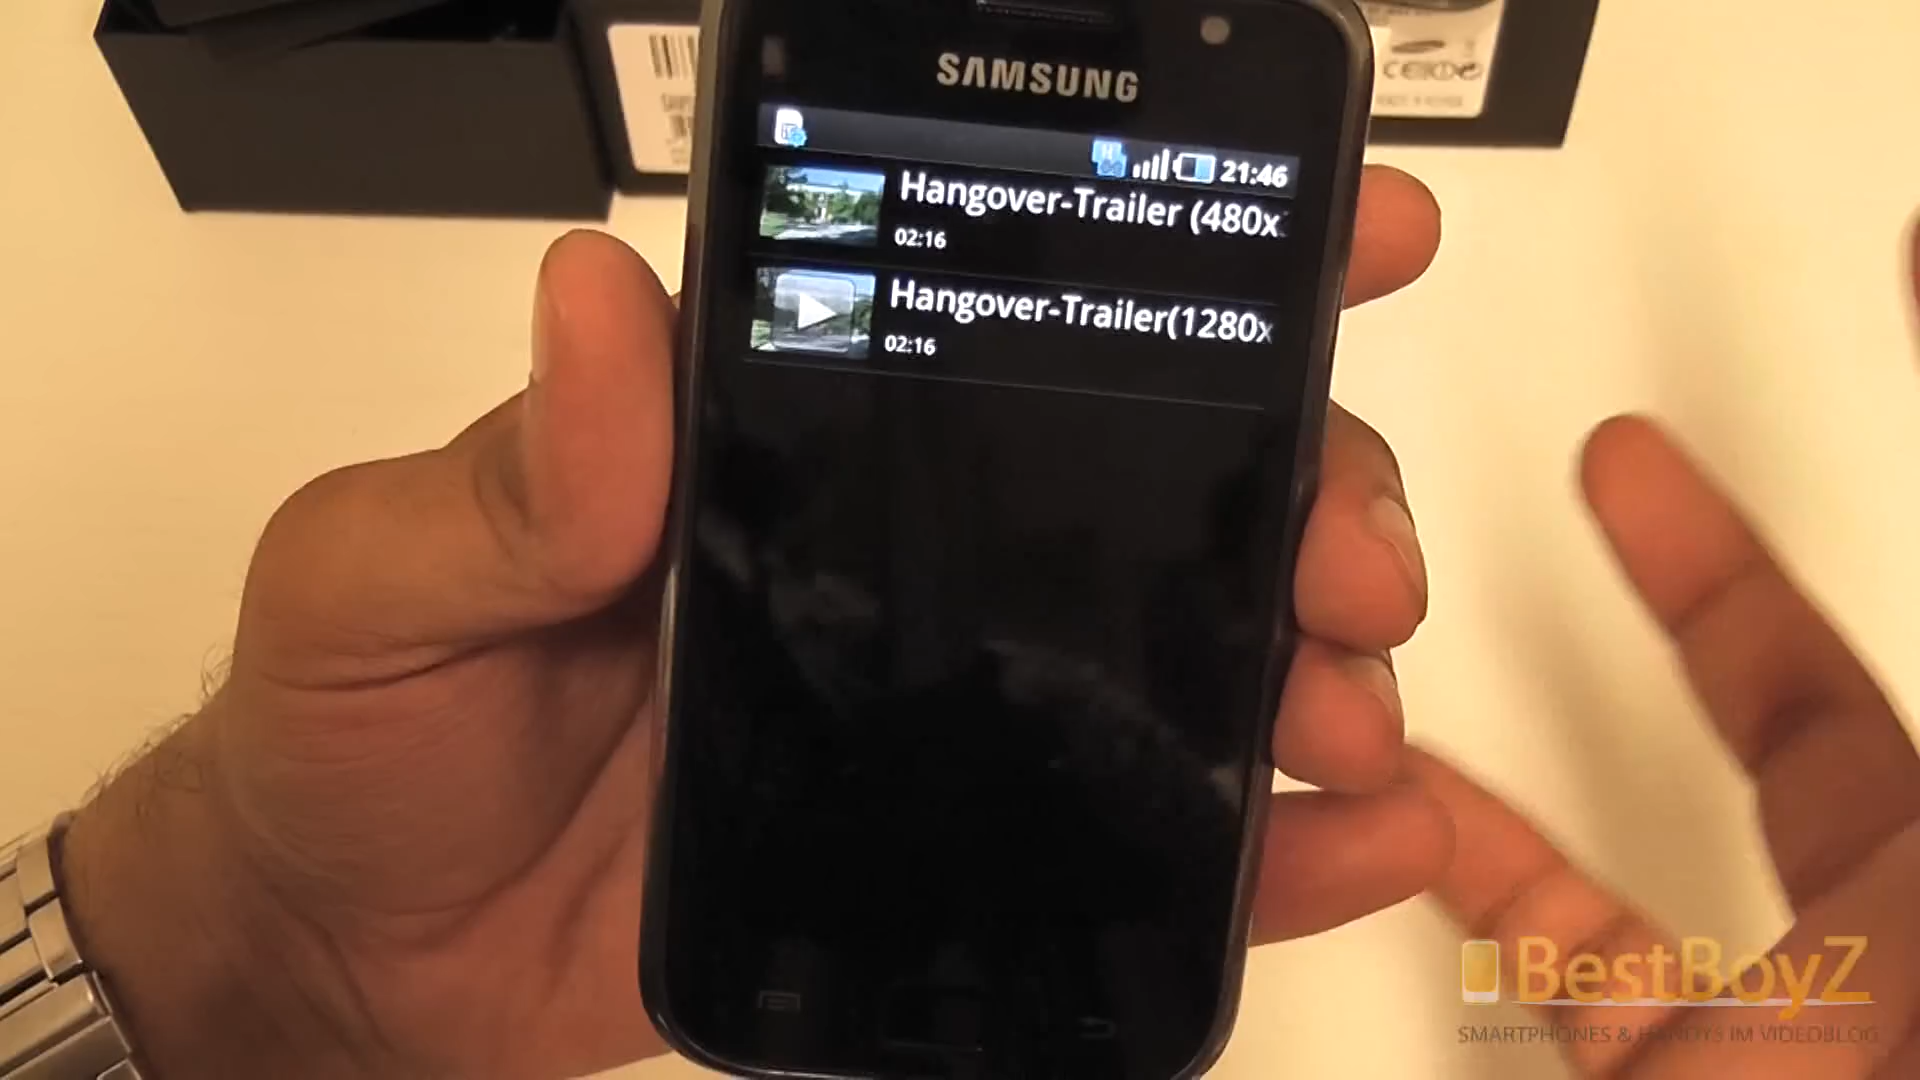 SAMSUNG
21:46
Hangover-Trailer (480x
02:16
Hangover-Trailer(1280x
02:16
BestBoyZ
SMARTPHONES & HANDYS IM VIDEOBLOG